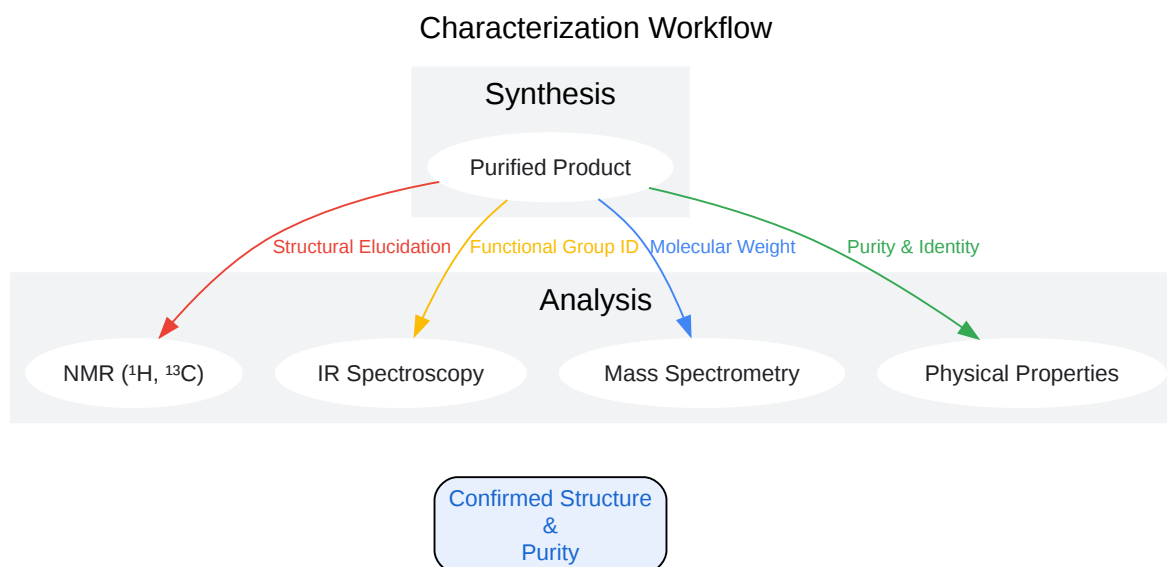 Characterization Workflow
Synthesis
Purified Product
Structural Elucidation
Functional Group ID
Molecular Weight
Purity & Identity
Analysis
NMR (¹H, ¹³C)
IR Spectroscopy
Mass Spectrometry
Physical Properties
Confirmed Structure
&
Purity